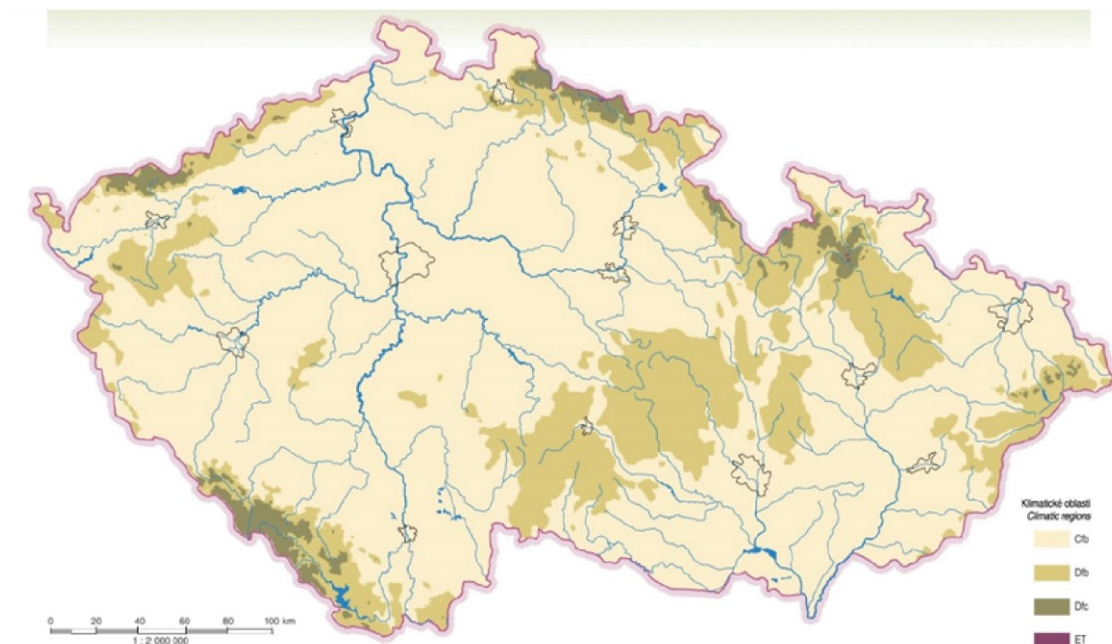 Klimatické oblasti
Climatic regions
Cfb
Dfb
Dfc
ET
0 20 40 60 80 100 km
1 : 2 000 000